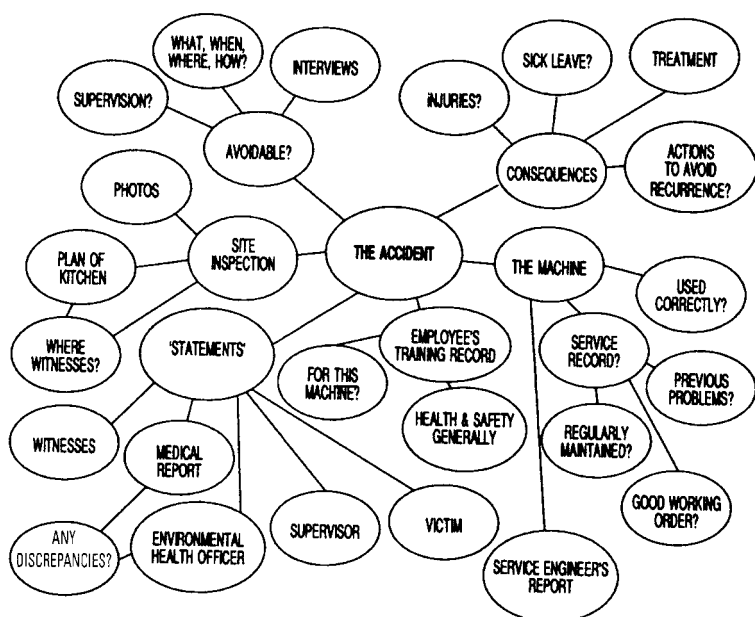 WHAT, WHEN,
WHERE, HOW?
INTERVIEWS
SUPERVISION?
AVOIDABLE?
SICK LEAVE?
TREATMENT
INJURIES?
CONSEQUENCES
ACTIONS
TO AVOID
RECURRENCE?
PHOTOS
PLAN OF
KITCHEN
SITE
INSPECTION
THE ACCIDENT
THE MACHINE
USED
CORRECTLY?
WHERE
WITNESSES?
'STATEMENTS'
EMPLOYEE'S
TRAINING RECORD
FOR THIS
MACHINE?
HEALTH & SAFETY
GENERALLY
SERVICE
RECORD?
PREVIOUS
PROBLEMS?
REGULARLY
MAINTAINED?
GOOD WORKING
ORDER?
WITNESSES
MEDICAL
REPORT
ANY
DISCREPANCIES?
ENVIRONMENTAL
HEALTH OFFICER
SUPERVISOR
VICTIM
SERVICE ENGINEER'S
REPORT